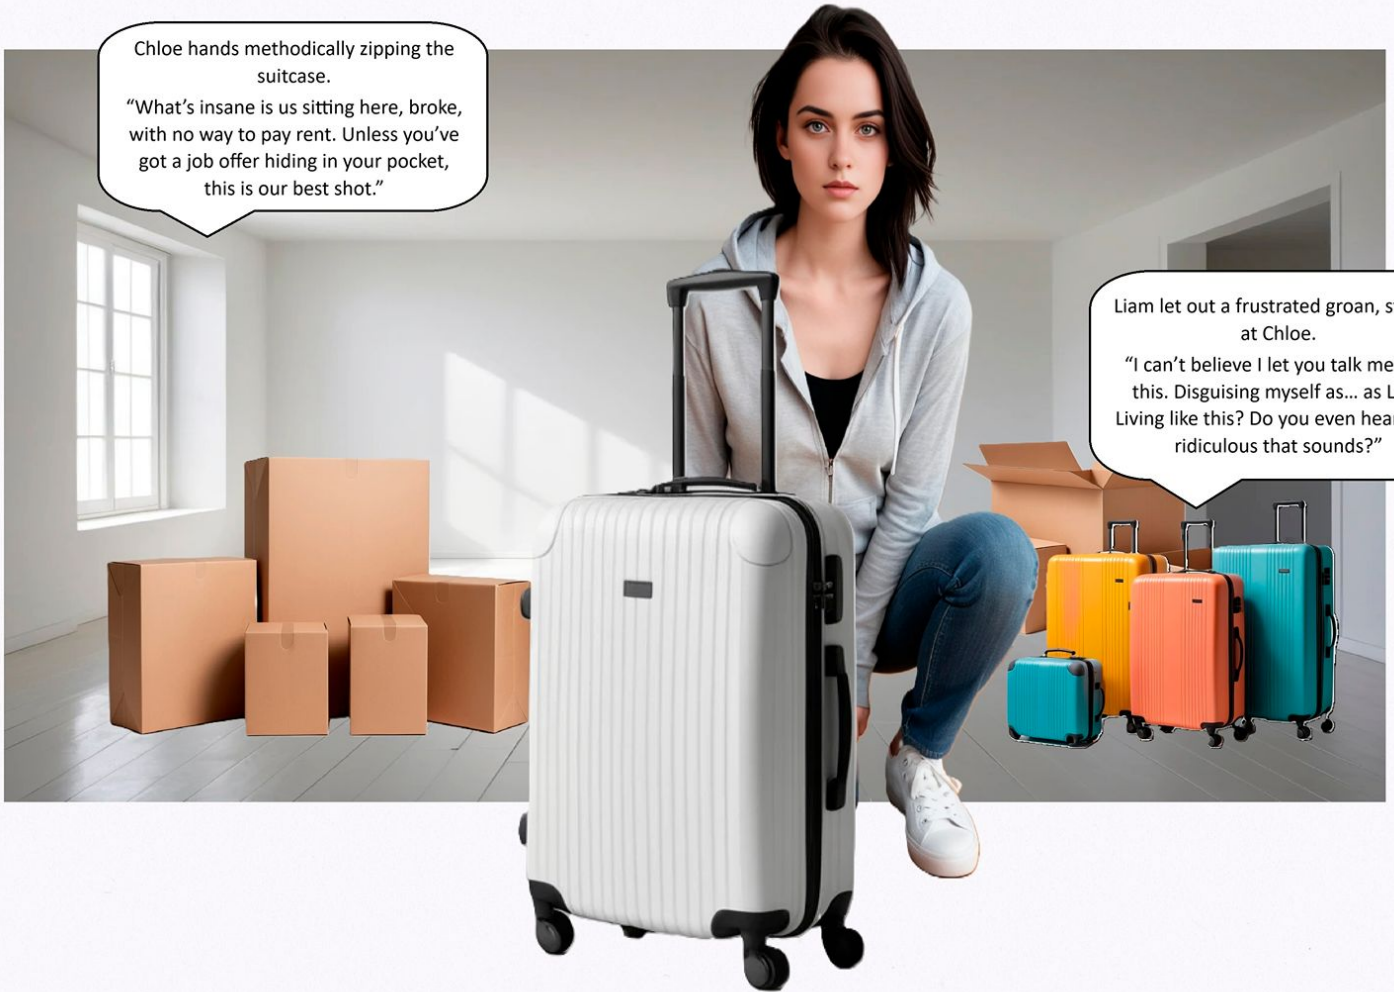 Chloe hands methodically zipping the
suitcase.
“What’s insane is us sitting here, broke,
with no way to pay rent. Unless you’ve
got a job offer hiding in your pocket,
this is our best shot.”
Liam let out a frustrated groan,
at Chloe.
“I can’t believe I let you talk me
this. Disguising myself as… as
Living like this? Do you even hear
ridiculous that sounds?”